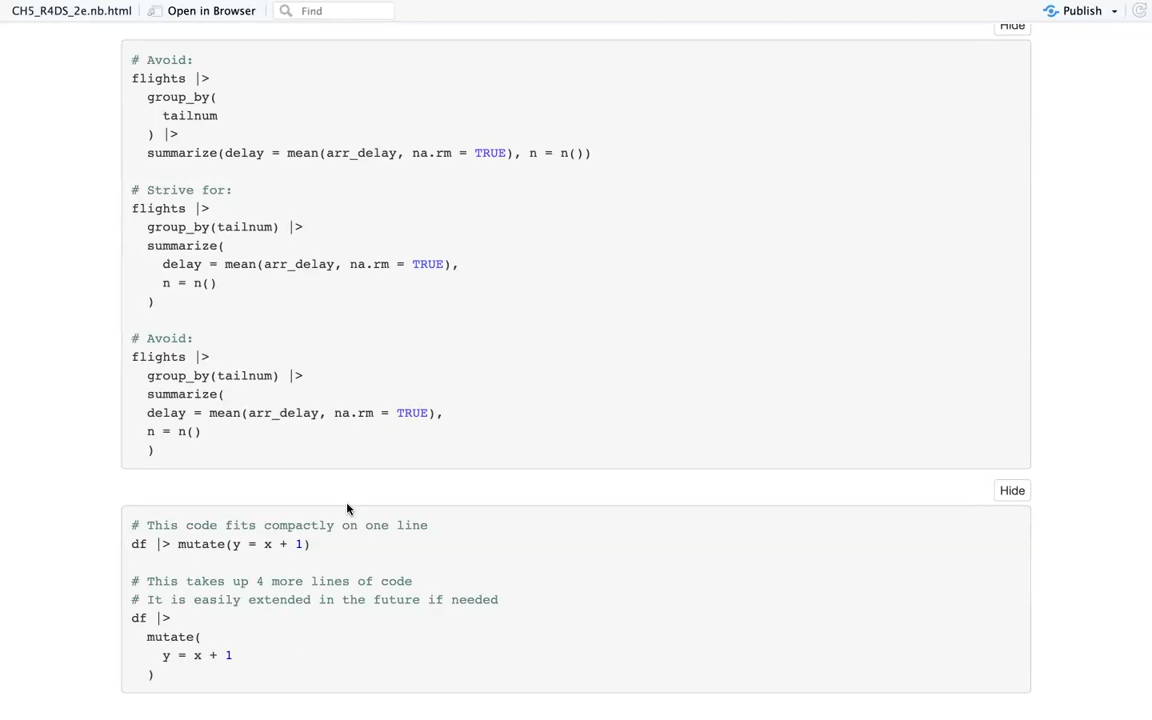 CH5_R4DS_2e.nb.html Open in Browser Find Publish
Hide
# Avoid:
flights |>
  group_by(
    tailnum
  ) |>
  summarize(delay = mean(arr_delay, na.rm = TRUE), n = n())

# Strive for:
flights |>
  group_by(tailnum) |>
  summarize(
    delay = mean(arr_delay, na.rm = TRUE),
    n = n()
  )

# Avoid:
flights |>
  group_by(tailnum) |>
  summarize(
  delay = mean(arr_delay, na.rm = TRUE),
  n = n()
  )
Hide
# This code fits compactly on one line
df |> mutate(y = x + 1)

# This takes up 4 more lines of code
# It is easily extended in the future if needed
df |>
  mutate(
    y = x + 1
  )